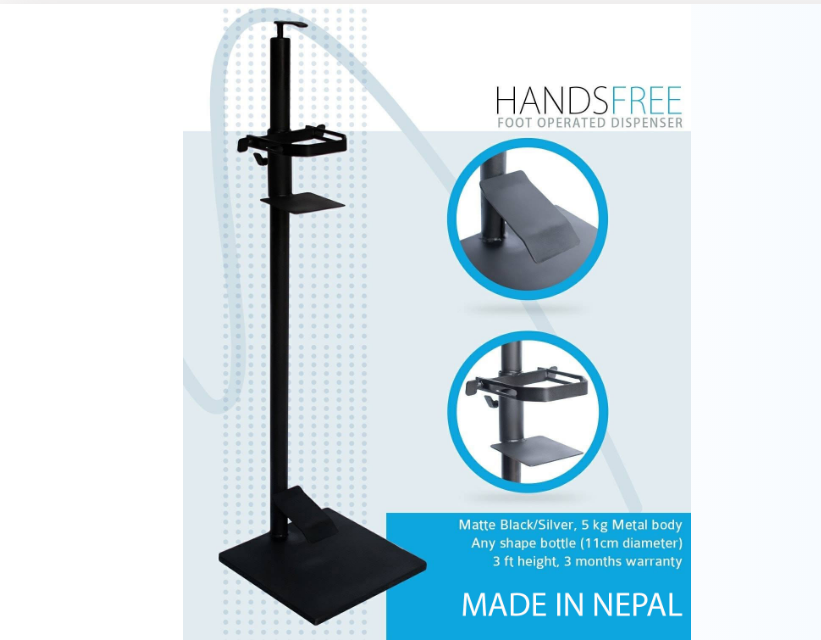 HANDSFREE
FOOT OPERATED DISPENSER
Matte Black/Silver, 5 kg Metal body
Any shape bottle (11cm diameter)
3 ft height, 3 months warranty
MADE IN NEPAL